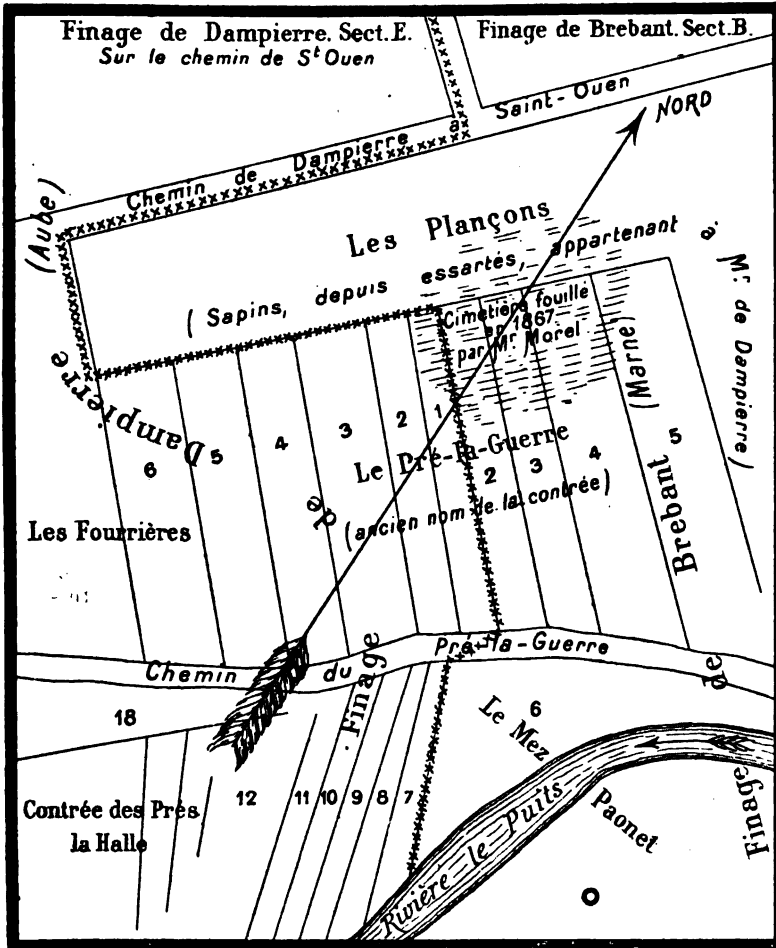 Finage de Dampierre. Sect. E.
Sur le chemin de St Ouen
Finage de Brebant. Sect. B.
Chemin de Dampierre a Saint-Ouen
NORD
(Aube)
Les Plançons
(Sapins, depuis essartés, appartenant a Mr. de Dampierre)
Cimetière fouillé
en 1867
par Mr Morel
(Marne)
6 5 4 3 2 1 2 3 4 5
Le Pré-la-Guerre
(ancien nom de la contrée)
Les Fourrières
Finage de Dampierre
Finage de Brebant
Chemin du Pré-la-Guerre
18
6
Le Mez
Paonet
12 11 10 9 8 7
Contrée des Prés
la Halle
Rivière le Puits